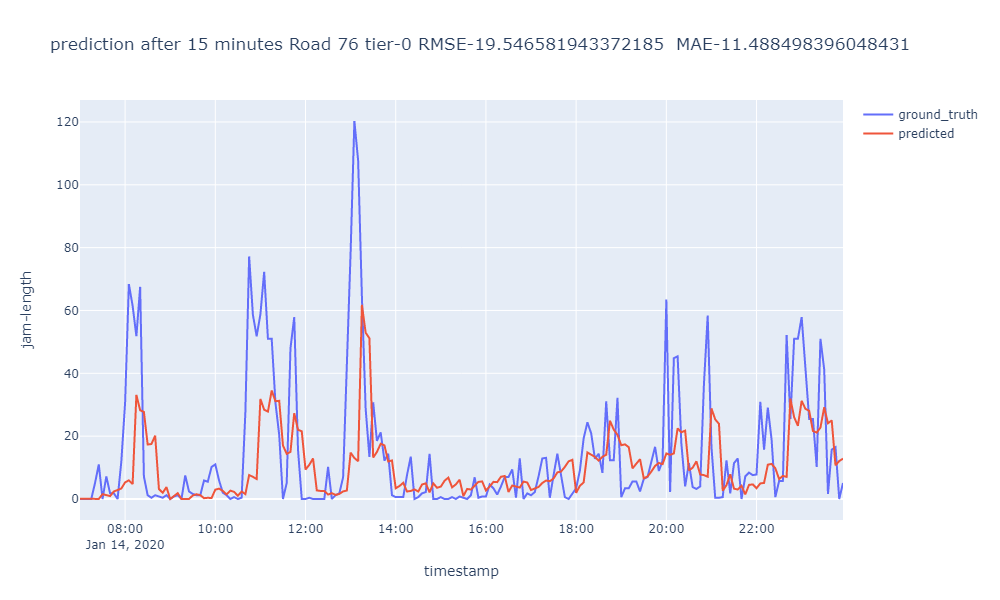 prediction after 15 minutes Road 76 tier-0 RMSE-19.546581943372185  MAE-11.488498396048431
ground_truth
predicted
120
100
80
60
40
20
0
jam-length
08:00 10:00 12:00 14:00 16:00 18:00 20:00 22:00
Jan 14, 2020
timestamp